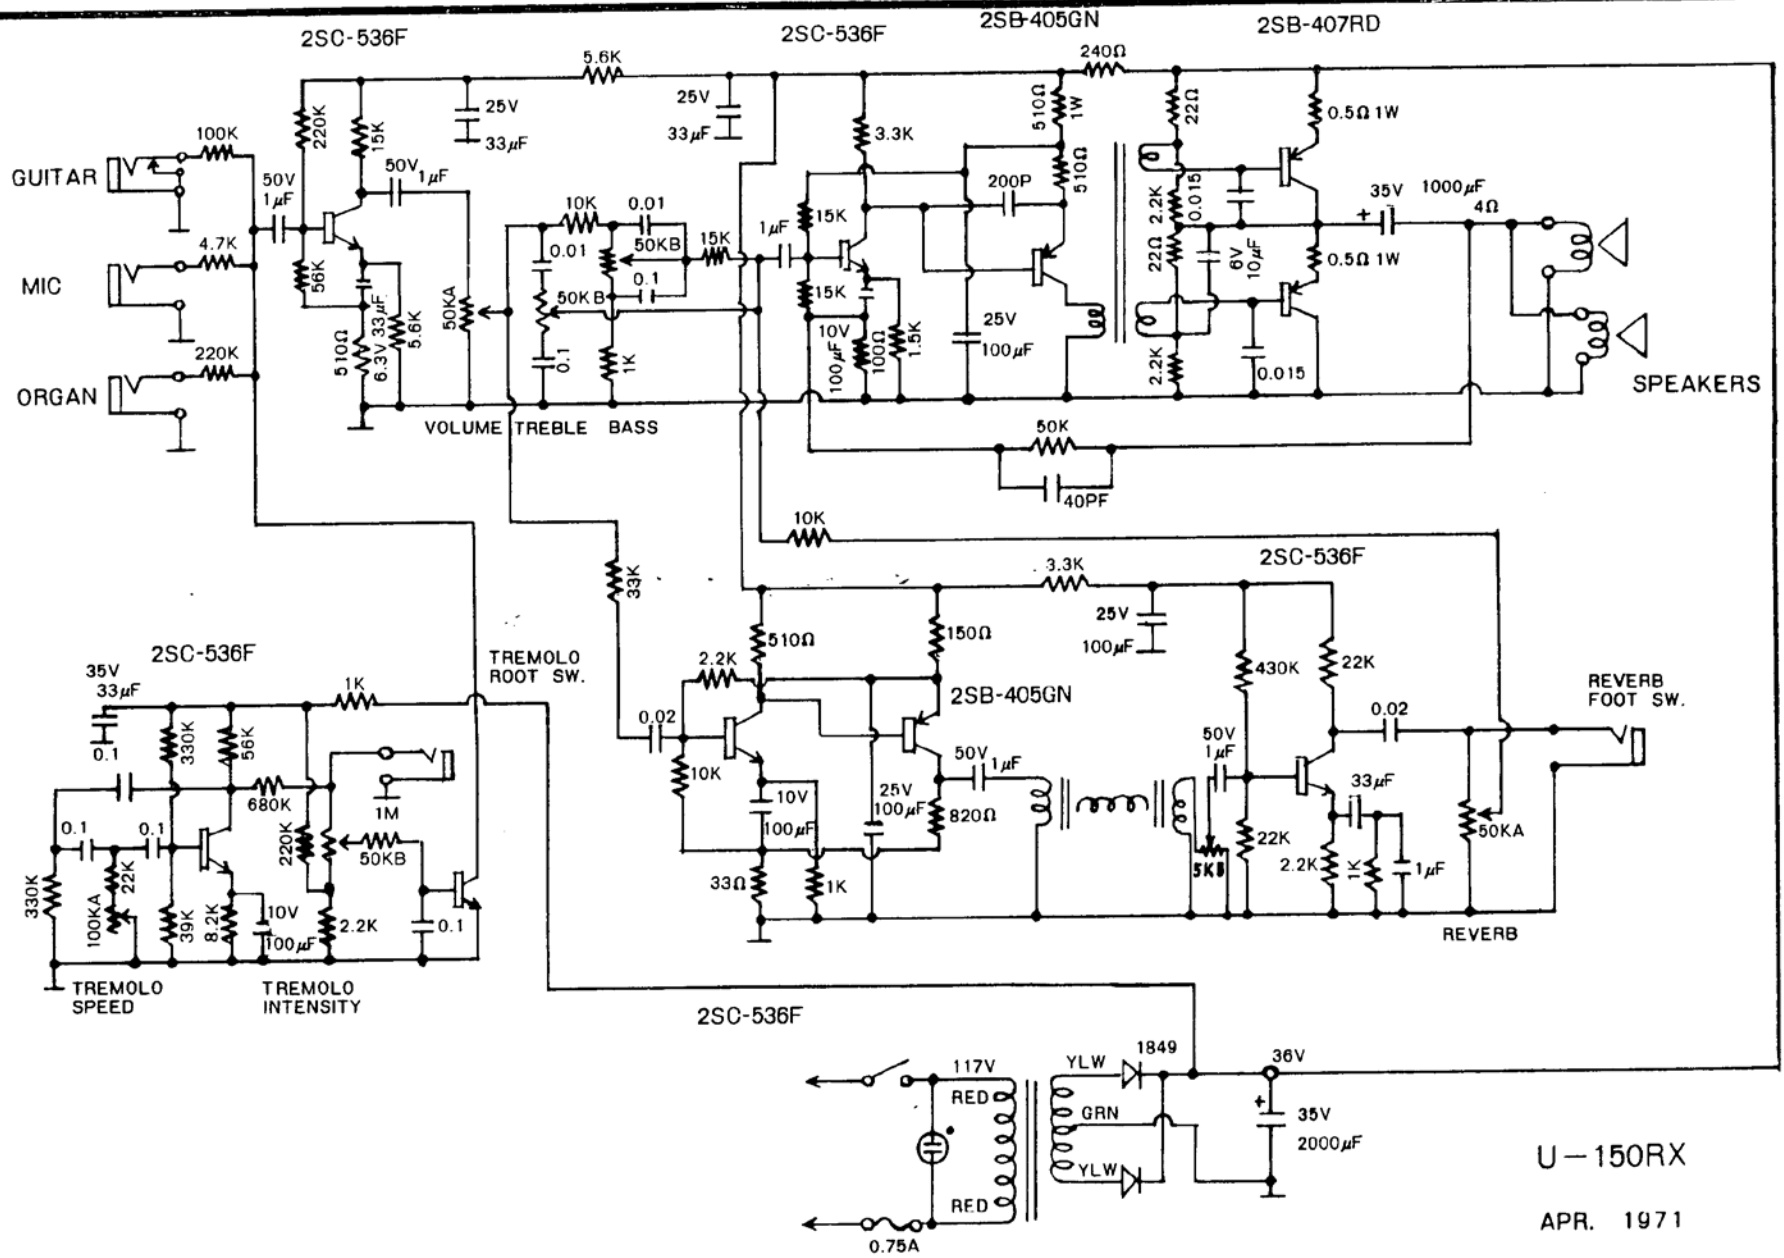 2SC-536F
2SC-536F
2SB-405GN
2SB-407RD
5.6K
240Ω
25V
33μF
25V
33μF
220K
15K
3.3K
510Ω
1W
22Ω
0.5Ω 1W
GUITAR
100K
50V
1μF
50V
1μF
10K
0.01
15K
1μF
15K
200P
510Ω
2.2K
0.015
35V
1000μF
4Ω
MIC
4.7K
56K
0.01
50KB
15K
22Ω
6V
10μF
0.5Ω 1W
50KA
50KB
0.1
ORGAN
220K
510Ω
6.3V 33μF
5.6K
0.1
1K
10V
100μF
100Ω
1.5K
25V
100μF
2.2K
0.015
SPEAKERS
VOLUME
TREBLE
BASS
50K
40PF
10K
33K
3.3K
2SC-536F
25V
100μF
2SC-536F
TREMOLO
ROOT SW.
510Ω
150Ω
2.2K
2SB-405GN
430K
22K
REVERB
FOOT SW.
35V
33μF
1K
0.1
330K
56K
0.02
10K
50V
1μF
50V
1μF
0.02
680K
1M
10V
100μF
25V
100μF
820Ω
33μF
0.1
0.1
220K
50KB
22K
50KA
330K
22K
100KA
39K
8.2K
10V
100μF
2.2K
0.1
33Ω
1K
5KB
2.2K
1K
1μF
REVERB
TREMOLO
SPEED
TREMOLO
INTENSITY
2SC-536F
117V
YLW
1849
36V
RED
GRN
35V
2000μF
YLW
RED
0.75A
U-150RX
APR. 1971